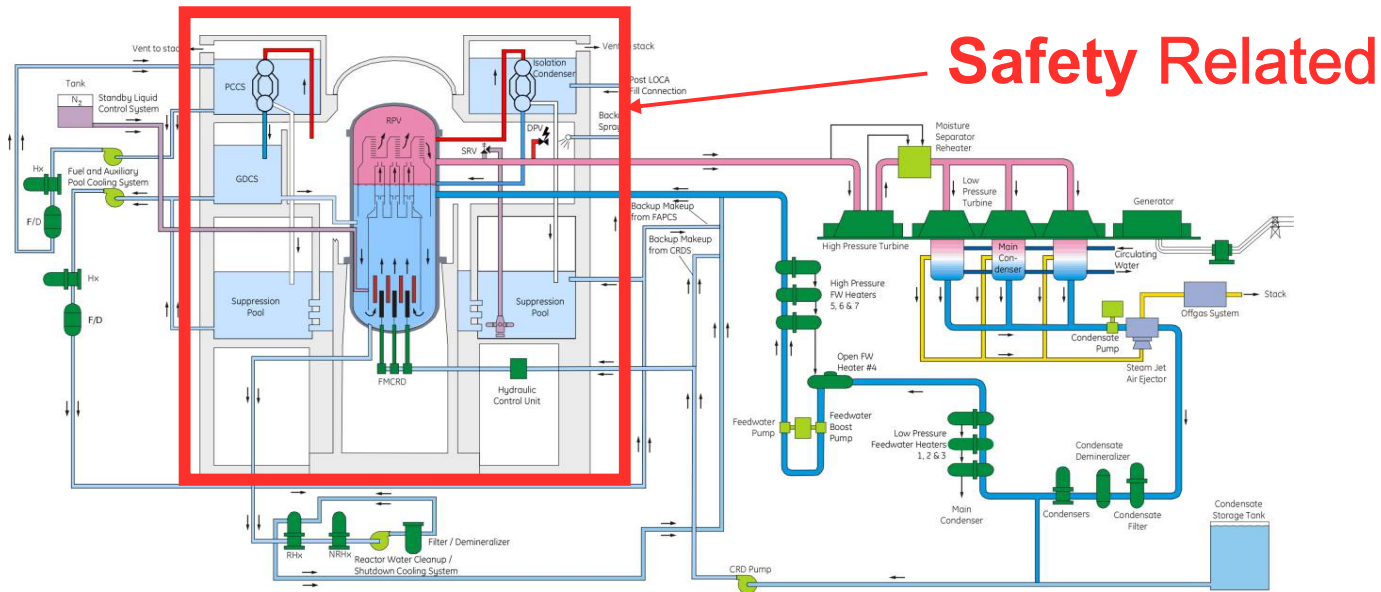 Safety Related
Vent to stack
Vent to stack
Isolation
Condenser
Post LOCA
Fill Connection
PCCS
Tank
N2
Standby Liquid
Control System
RPV
DPV
SRV
Moisture
Separator
Reheater
Hx
Fuel and Auxiliary
Pool Cooling System
GDCS
F/D
Low
Pressure
Turbine
Generator
High Pressure Turbine
Backup Makeup
from FAPCS
Backup Makeup
from CRDS
Main
Con-
denser
Circulating
Water
Hx
Suppression
Pool
Suppression
Pool
High Pressure
FW Heaters
5, 6 & 7
Stack
Offgas System
F/D
Condensate
Pump
Steam Jet
Air Ejector
Open FW
Heater #4
FMCRD
Hydraulic
Control Unit
Feedwater
Pump
Feedwater
Boost
Pump
Low Pressure
Feedwater Heaters
1, 2 & 3
Condensate
Demineralizer
Main
Condenser
Condensers
Condensate
Filter
Condensate
Storage Tank
RHx
NRHx
Filter / Demineralizer
Reactor Water Cleanup /
Shutdown Cooling System
CRD Pump